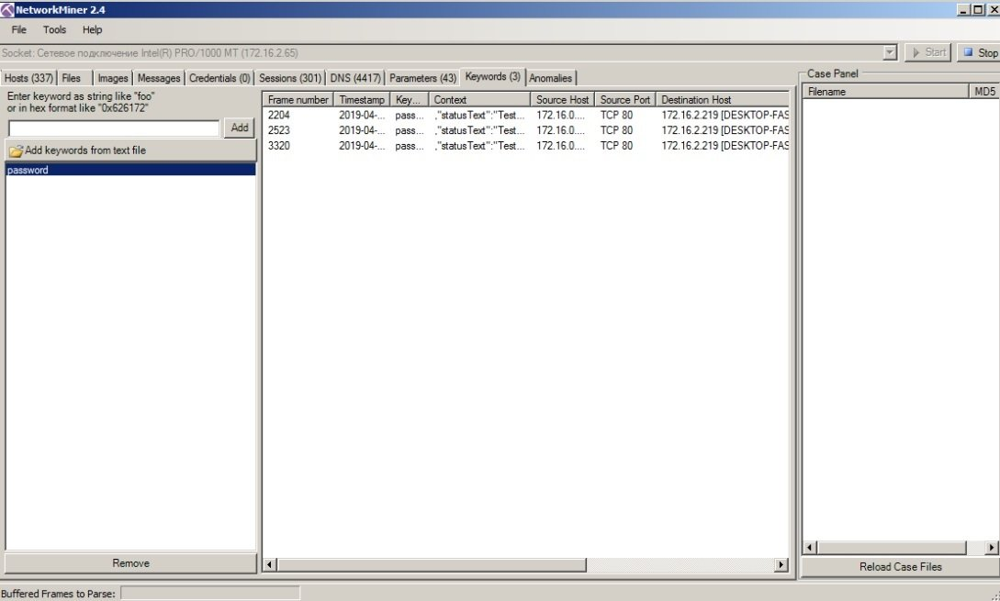 NetworkMiner 2.4
File Tools Help
Socket: Сетевое подключение Intel(R) PRO/1000 MT (172.16.2.65)
Start Stop
Hosts (337) Files Images Messages Credentials (0) Sessions (301) DNS (4417) Parameters (43) Keywords (3) Anomalies
Enter keyword as string like "foo"
or in hex format like "0x626172"
Add
Add keywords from text file
password
Remove
Frame number Timestamp Key... Context Source Host Source Port Destination Host
2204 2019-04-... pass... ,"statusText":"Test... 172.16.0.... TCP 80 172.16.2.219 [DESKTOP-FAS
2523 2019-04-... pass... ,"statusText":"Test... 172.16.0.... TCP 80 172.16.2.219 [DESKTOP-FAS
3320 2019-04-... pass... ,"statusText":"Test... 172.16.0.... TCP 80 172.16.2.219 [DESKTOP-FAS
Case Panel
Filename MD5
Reload Case Files
Buffered Frames to Parse: